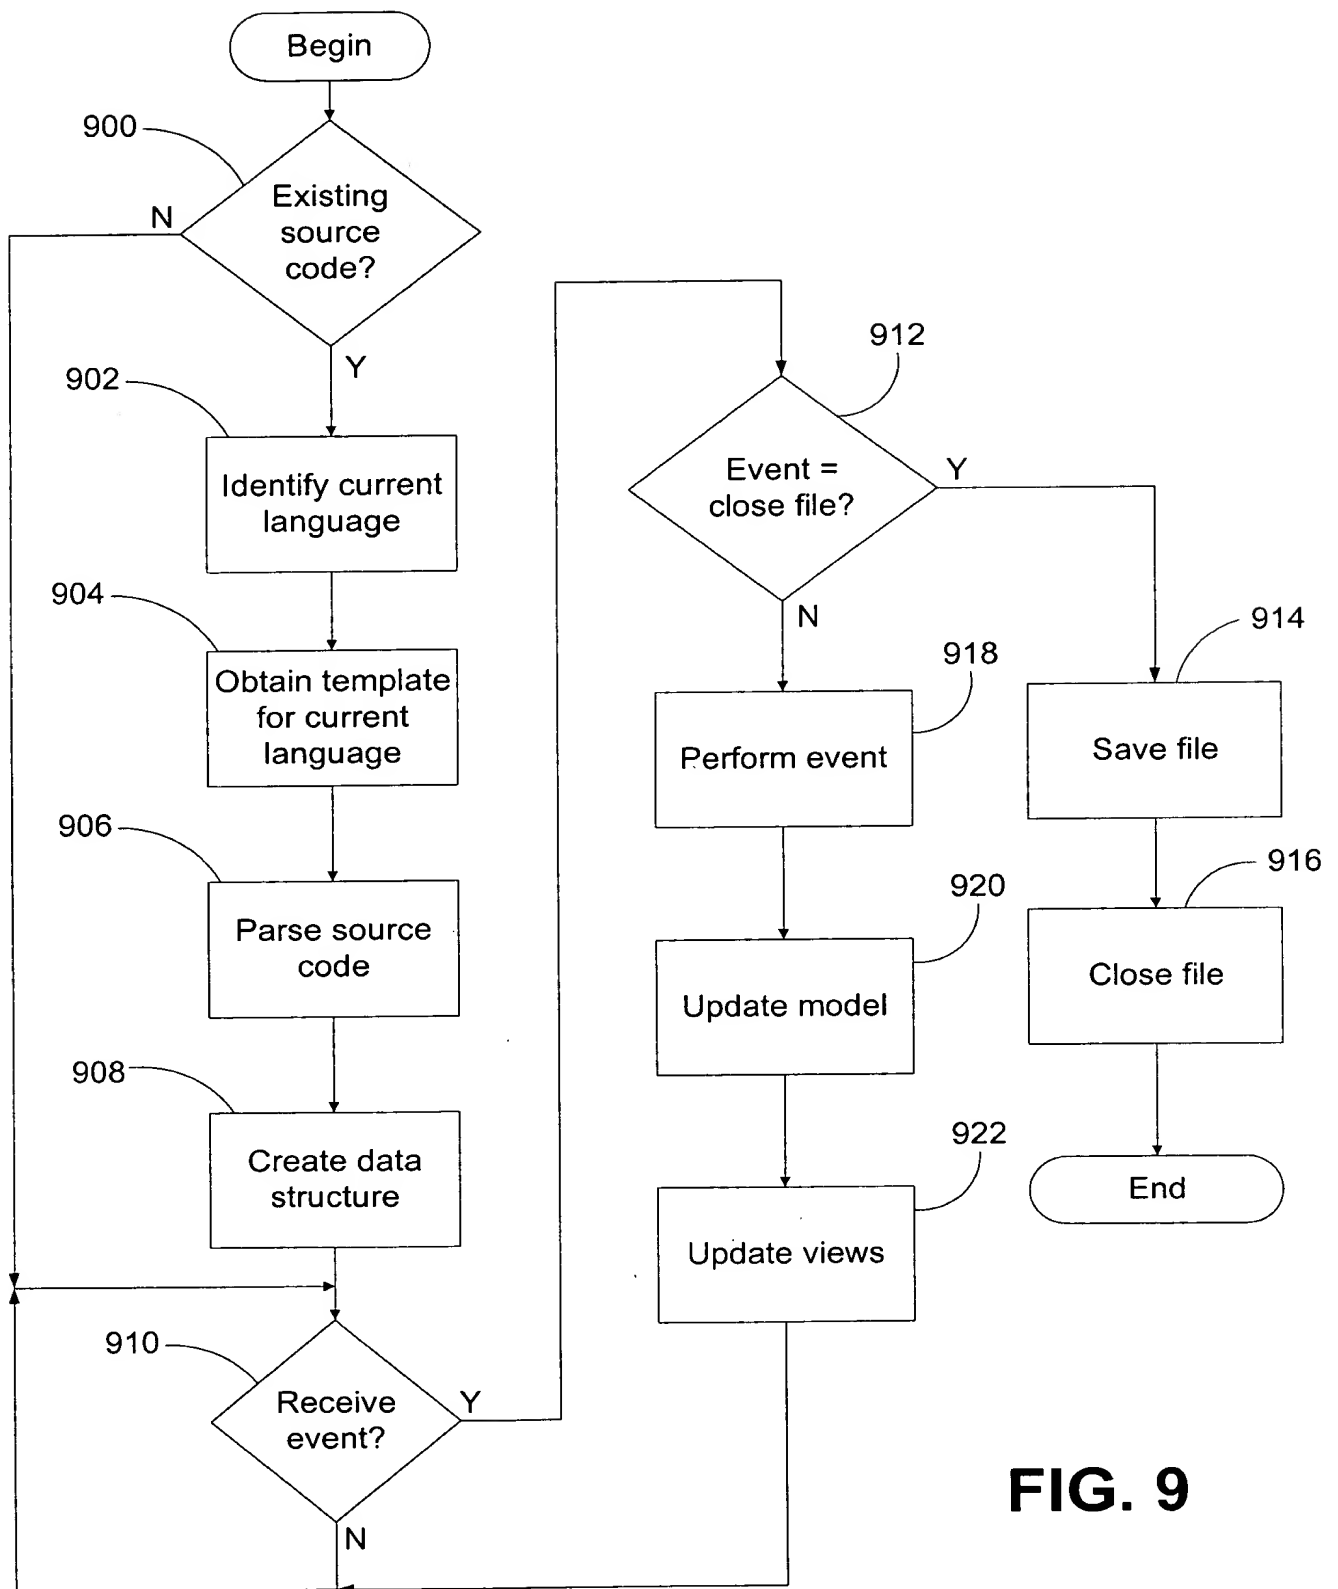 Begin
900
Existing
source
code?
N
Y
902
Identify current
language
904
Obtain template
for current
language
906
Parse source
code
908
Create data
structure
910
Receive
event?
Y
N
912
Event =
close file?
Y
N
914
Save file
916
Close file
End
918
Perform event
920
Update model
922
Update views
FIG. 9